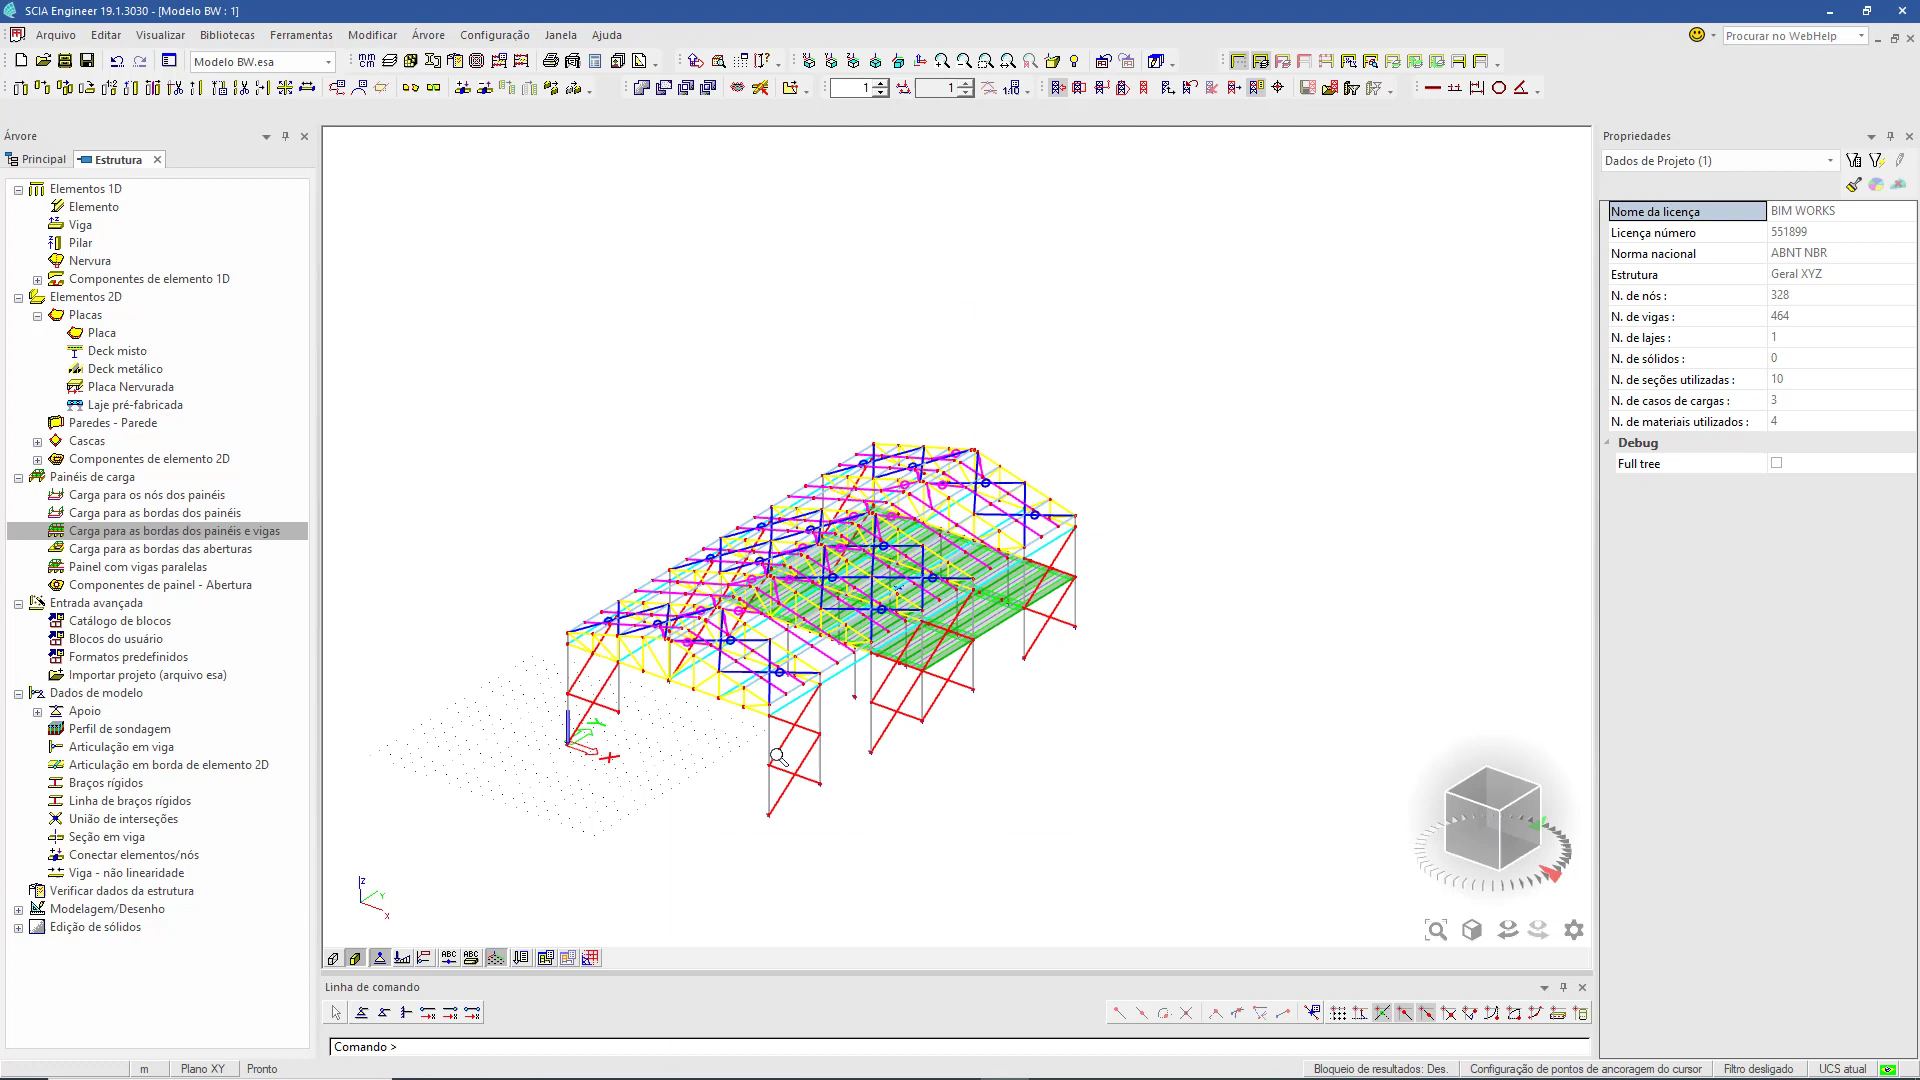 SCIA Engineer 19.1.3030 - [Modelo BW : 1]
Arquivo Editar Visualizar Bibliotecas Ferramentas Modificar Árvore Configuração Janela Ajuda
Procurar no WebHelp
Modelo BW.esa
1 1
Árvore
Principal Estrutura
Elementos 1D
Elemento
Viga
Pilar
Nervura
Componentes de elemento 1D
Elementos 2D
Placas
Placa
Deck misto
Deck metálico
Placa Nervurada
Laje pré-fabricada
Paredes - Parede
Cascas
Componentes de elemento 2D
Painéis de carga
Carga para os nós dos painéis
Carga para as bordas dos painéis
Carga para as bordas dos painéis e vigas
Carga para as bordas das aberturas
Painel com vigas paralelas
Componentes de painel - Abertura
Entrada avançada
Catálogo de blocos
Blocos do usuário
Formatos predefinidos
Importar projeto (arquivo esa)
Dados de modelo
Apoio
Perfil de sondagem
Articulação em viga
Articulação em borda de elemento 2D
Braços rígidos
Linha de braços rígidos
União de interseções
Seção em viga
Conectar elementos/nós
Viga - não linearidade
Verificar dados da estrutura
Modelagem/Desenho
Edição de sólidos
Y
X
Z
Y
X
ABC ABC
Linha de comando
Comando >
Propriedades
Dados de Projeto (1)
Nome da licença BIM WORKS
Licença número 551899
Norma nacional ABNT NBR
Estrutura Geral XYZ
N. de nós : 328
N. de vigas : 464
N. de lajes : 1
N. de sólidos : 0
N. de seções utilizadas : 10
N. de casos de cargas : 3
N. de materiais utilizados : 4
Debug
Full tree
m Plano XY Pronto
Bloqueio de resultados: Des. Configuração de pontos de ancoragem do cursor Filtro desligado UCS atual